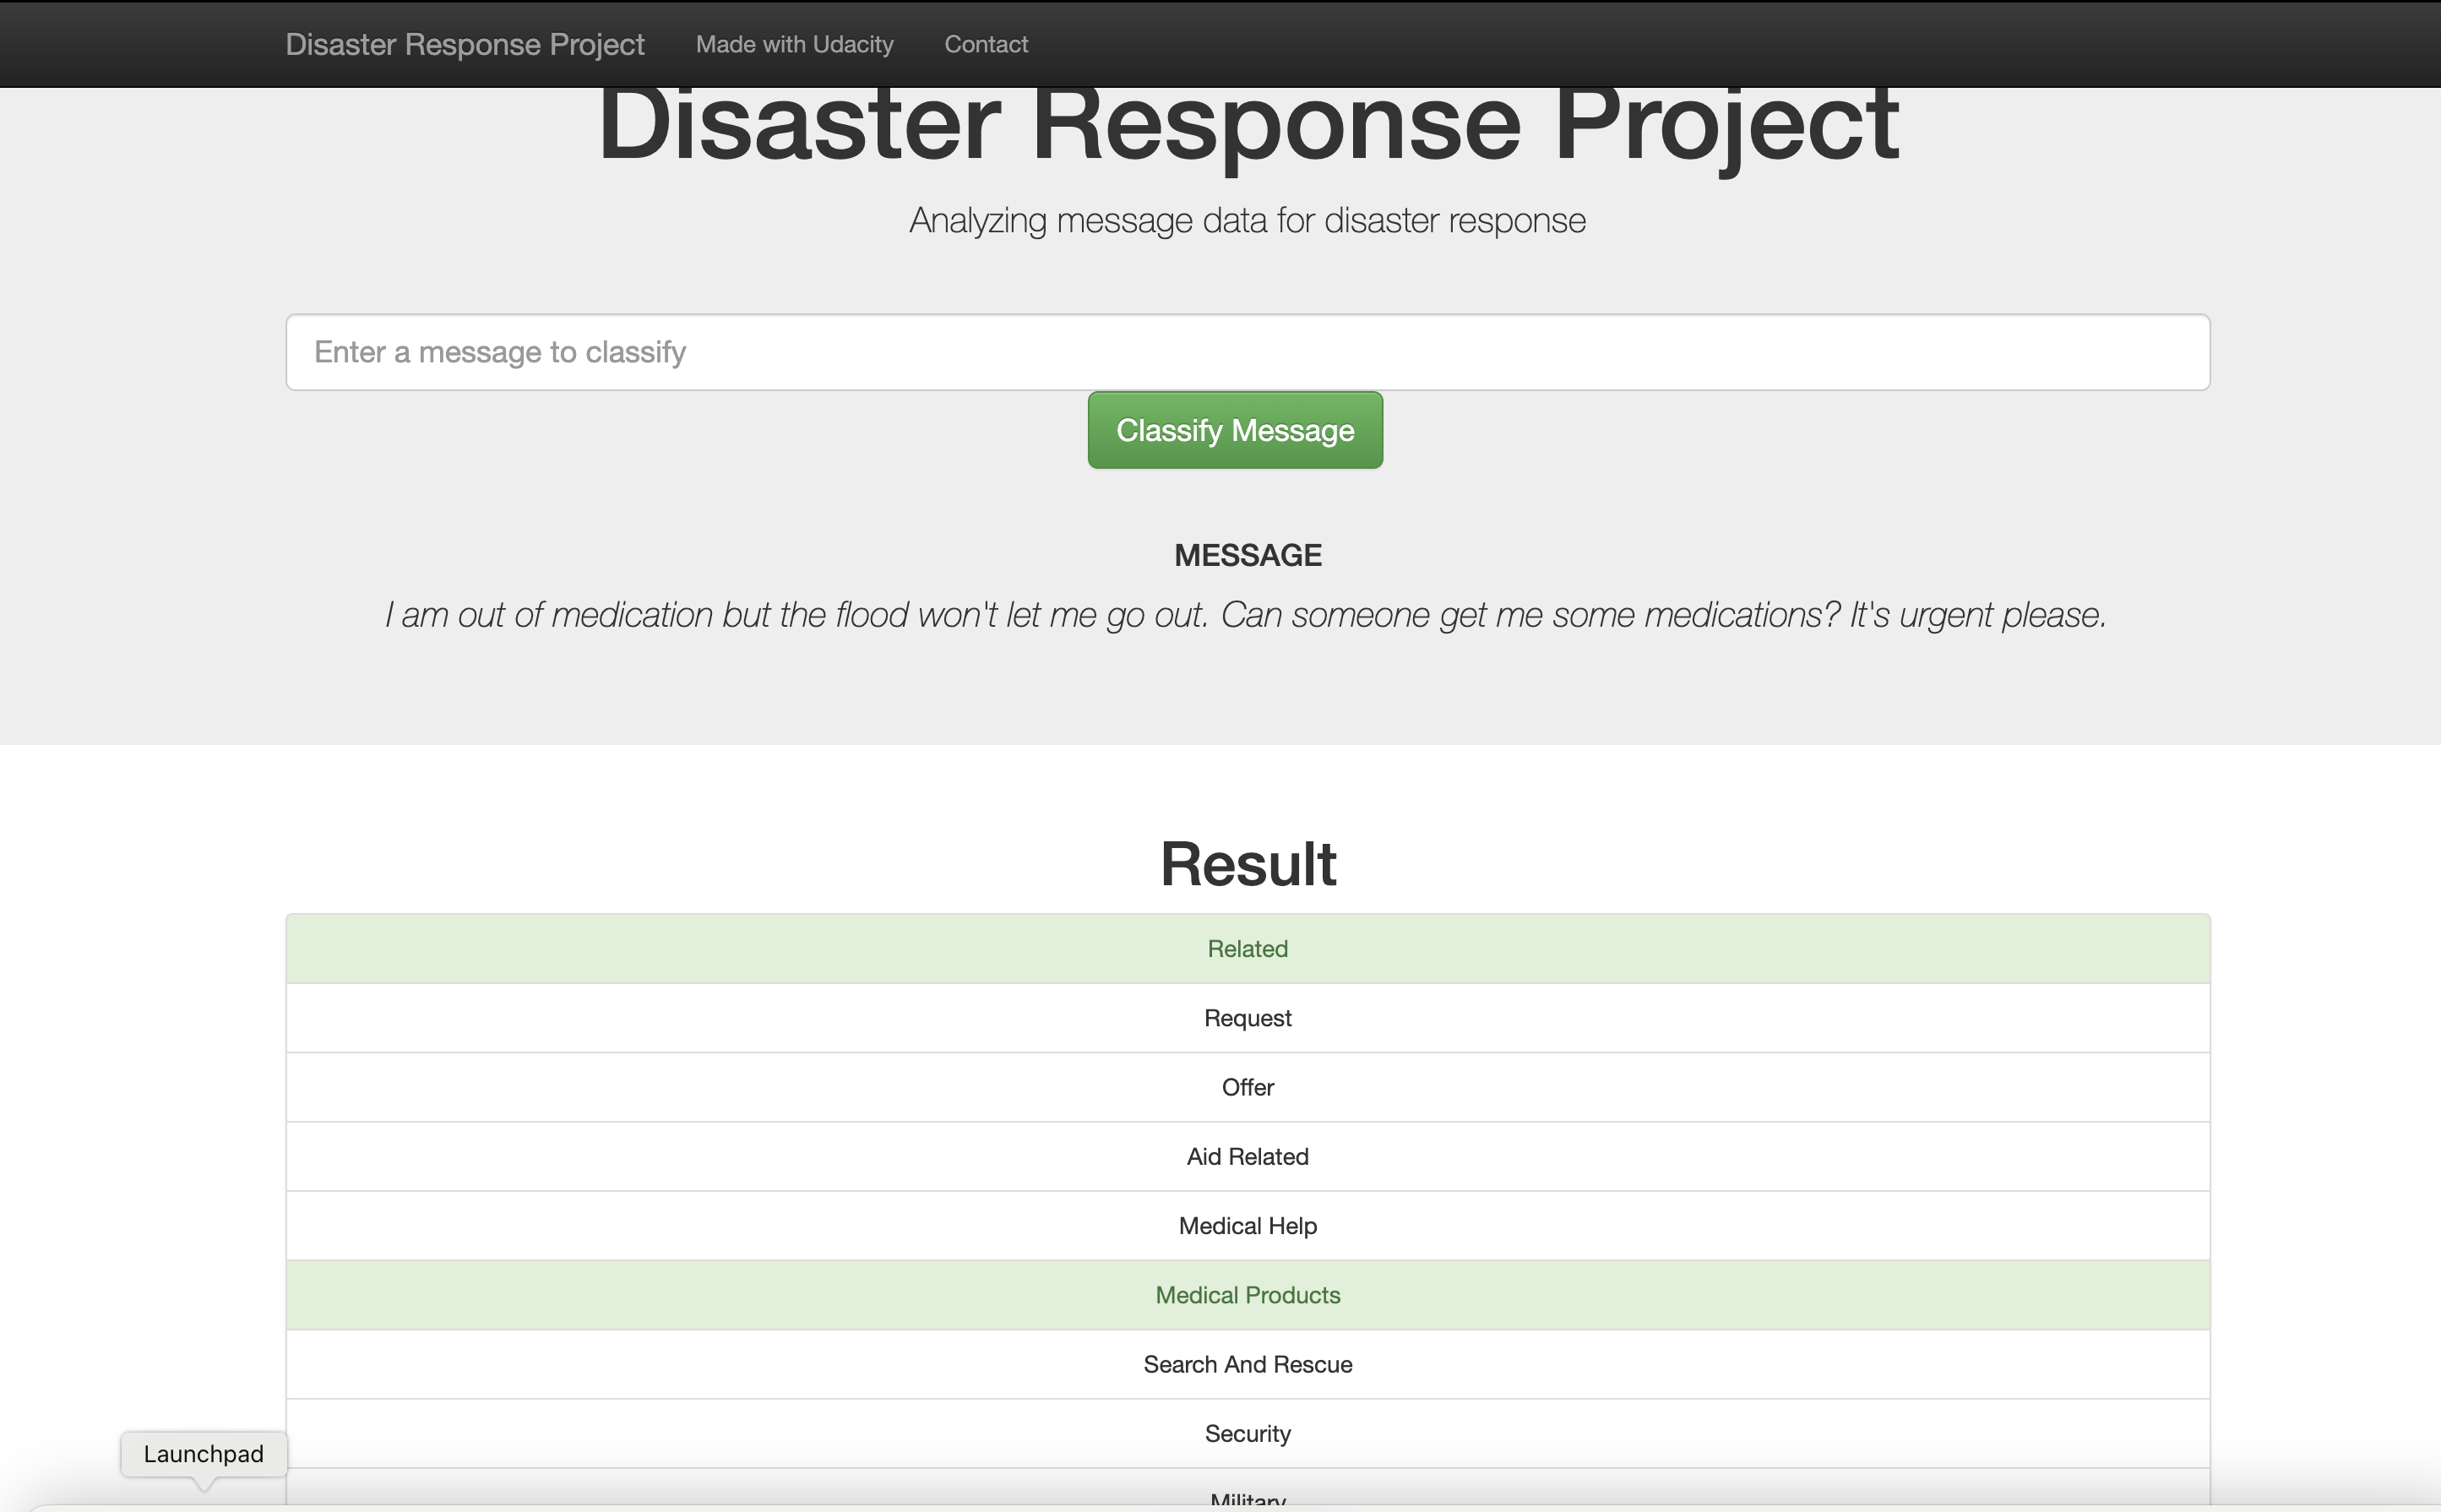 Disaster Response Project Made with Udacity Contact
Disaster Response Project
Analyzing message data for disaster response
Enter a message to classify
Classify Message
MESSAGE
I am out of medication but the flood won't let me go out. Can someone get me some medications? It's urgent please.
Result
Related
Request
Offer
Aid Related
Medical Help
Medical Products
Search And Rescue
Security
Launchpad
Military